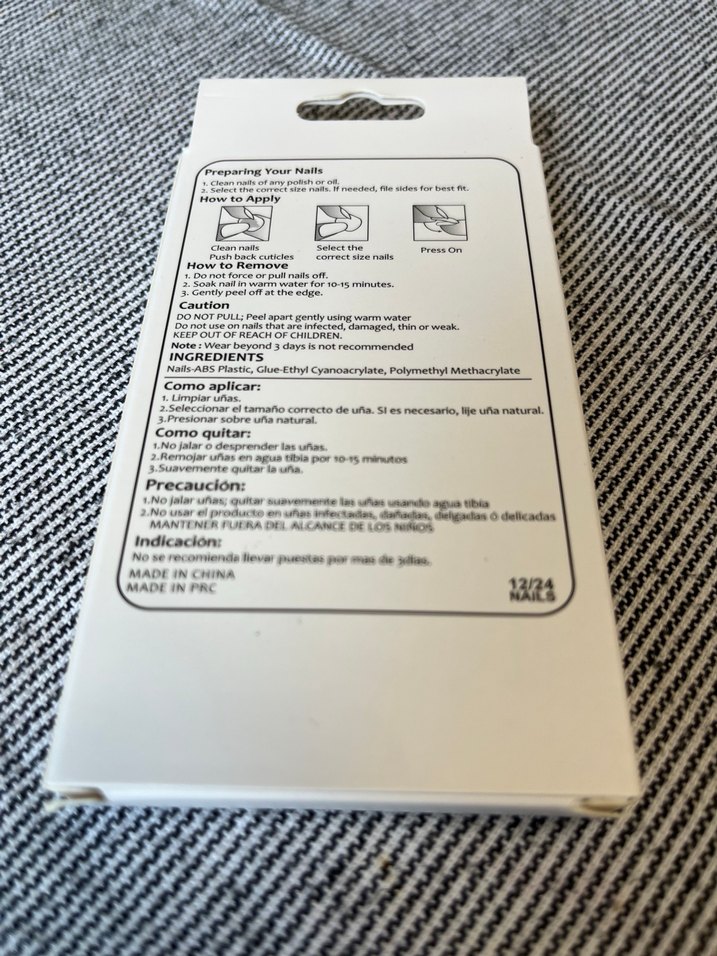 Preparing Your Nails
1. Clean nails of any polish or oil.
2. Select the correct size nails. If needed, file sides for best fit.
How to Apply
Clean nails
Push back cuticles
Select the
correct size nails
Press On
How to Remove
1. Do not force or pull nails off.
2. Soak nail in warm water for 10-15 minutes.
3. Gently peel off at the edge.
Caution
DO NOT PULL; Peel apart gently using warm water
Do not use on nails that are infected, damaged, thin or weak.
KEEP OUT OF REACH OF CHILDREN.
Note : Wear beyond 3 days is not recommended
INGREDIENTS
Nails-ABS Plastic, Glue-Ethyl Cyanoacrylate, Polymethyl Methacrylate
Como aplicar:
1. Limpiar uñas.
2.Seleccionar el tamaño correcto de uña. Si es necesario, lije uña natural.
3.Presionar sobre uña natural.
Como quitar:
1.No jalar o desprender las uñas.
2.Remojar uñas en agua tibia por 10-15 minutos
3.Suavemente quitar la uña.
Precaución:
1.No jalar uñas; quitar suavemente las uñas usando agua tibia
2.No usar el producto en uñas infectadas, dañadas, delgadas ó delicadas
MANTENER FUERA DEL ALCANCE DE LOS NIÑOS
Indicación:
No se recomienda llevar puestas por mas de 3dias.
MADE IN CHINA
MADE IN PRC
12/24
NAILS